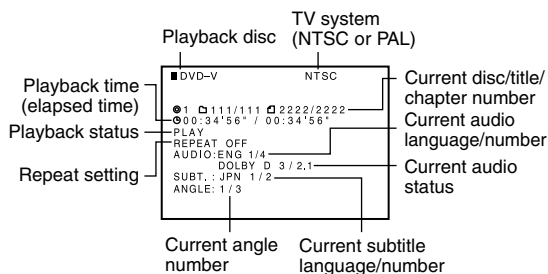 Playback disc
TV system
(NTSC or PAL)
DVD-V NTSC
1 111/111 2222/2222
00:34'56" / 00:34'56"
PLAY
REPEAT OFF
AUDIO:ENG 1/4
DOLBY D 3/2.1
SUBT.: JPN 1/2
ANGLE: 1/3
Playback time
(elapsed time)
Playback status
Repeat setting
Current disc/title/
chapter number
Current audio
language/number
Current audio
status
Current angle
number
Current subtitle
language/number